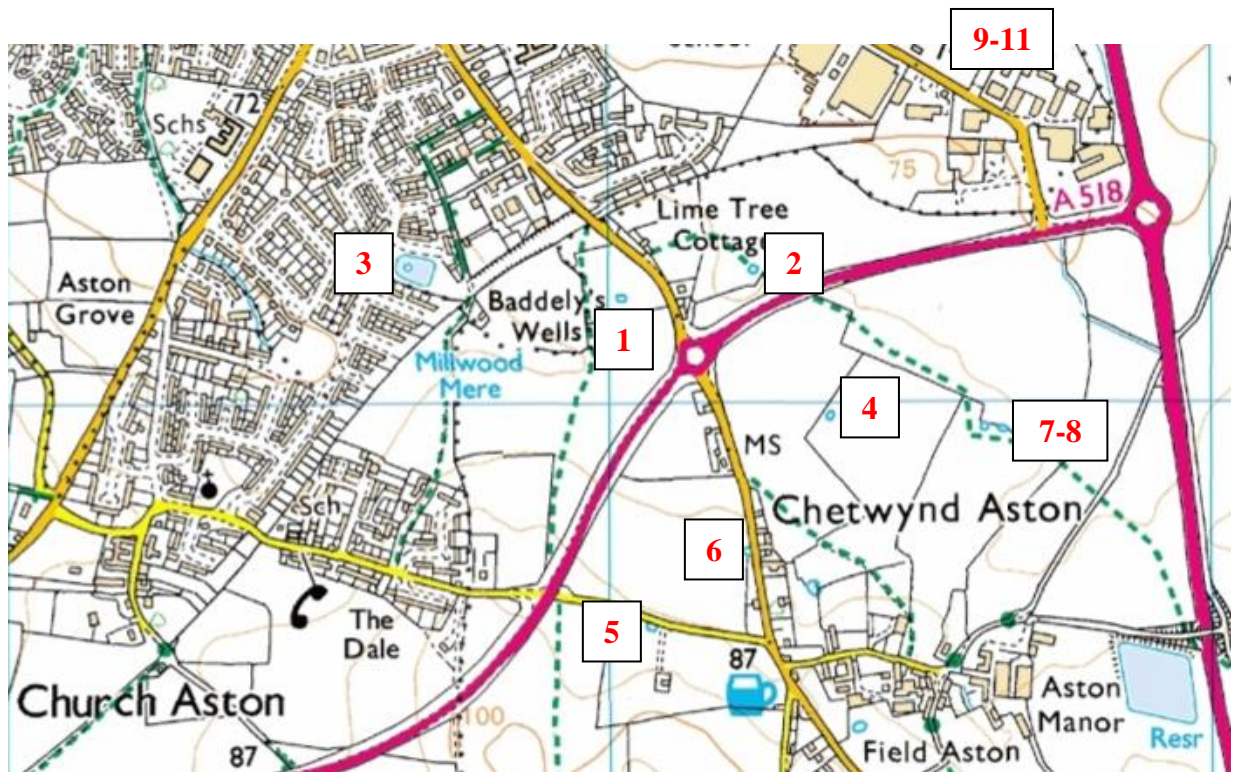 9-11
72
Schs
75
A 518
Lime Tree
Cottage
3
2
Aston
Grove
Baddely's
Wells
1
Millwood
Mere
4
7-8
MS
Sch
Chetwynd Aston
6
5
The
Dale
87
Church Aston
100
Aston
Manor
Resr
Field Aston
87